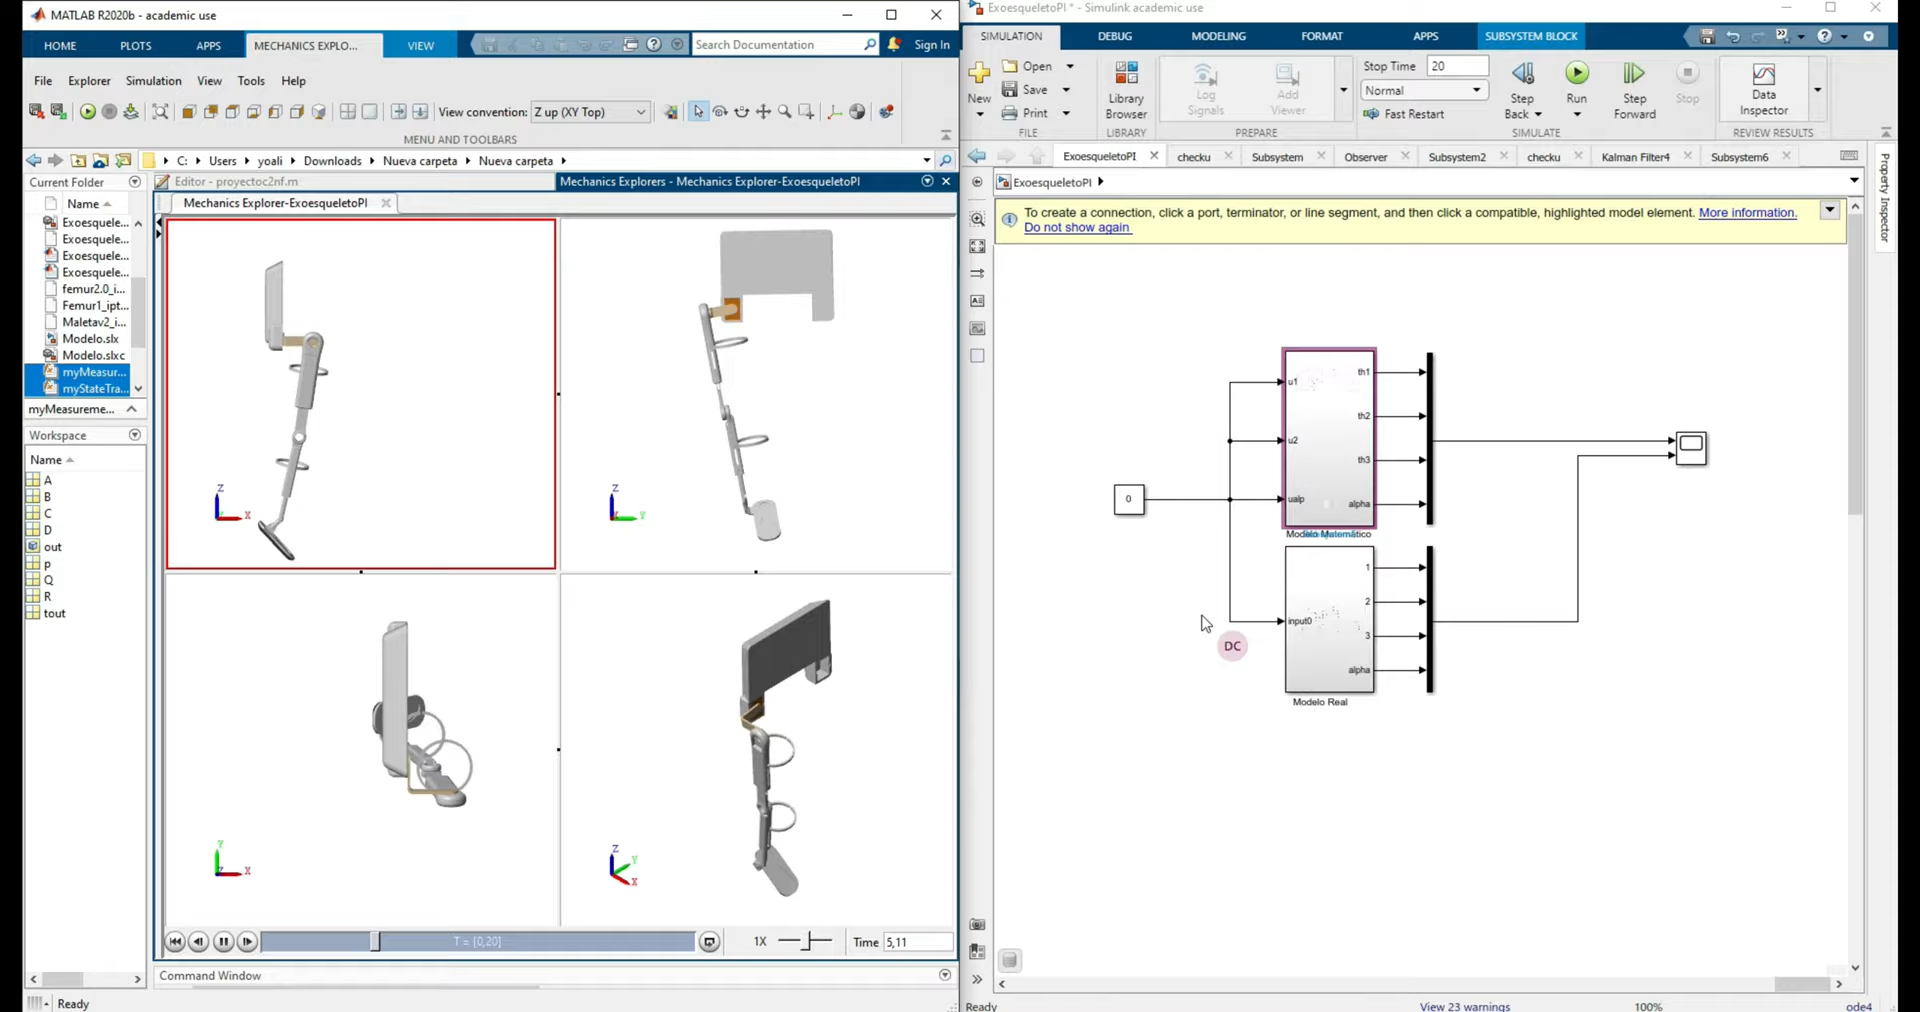 MATLAB R2020b - academic use
HOME PLOTS APPS MECHANICS EXPLO... VIEW Search Documentation Sign In
File Explorer Simulation View Tools Help
View convention: Z up (XY Top)
MENU AND TOOLBARS
C: Users yoali Downloads Nueva carpeta Nueva carpeta
Current Folder
Name
Exoesquele...
Exoesquele...
Exoesquele...
Exoesquele...
femur2.0_i...
Femur1_ipt...
Maletav2_i...
Modelo.slx
Modelo.slxc
myMeasur...
myStateTra...
myMeasureme...
Workspace
Name
A
B
C
D
out
p
Q
R
tout
Ready
Editor - proyectoc2nf.m
Mechanics Explorers - Mechanics Explorer-ExoesqueletoPI
Mechanics Explorer-ExoesqueletoPI
Z
X
Z
Y
Y
X
Z
Y
X
T = [0,20]
1X
Time 5,11
Command Window
ExoesqueletoPI * - Simulink academic use
SIMULATION DEBUG MODELING FORMAT APPS SUBSYSTEM BLOCK
New
Open
Save
Print
FILE
Library Browser
LIBRARY
Log Signals
Add Viewer
PREPARE
Stop Time 20
Normal
Fast Restart
Step Back
Run
Step Forward
Stop
SIMULATE
Data Inspector
REVIEW RESULTS
ExoesqueletoPI checku Subsystem Observer Subsystem2 checku Kalman Filter4 Subsystem6
Property Inspector
ExoesqueletoPI
To create a connection, click a port, terminator, or line segment, and then click a compatible, highlighted model element. More information.
Do not show again
0
u1
u2
ualp
th1
th2
th3
alpha
Modelo Matemático
input0
1
2
3
alpha
Modelo Real
DC
Ready
View 23 warnings
100%
ode4